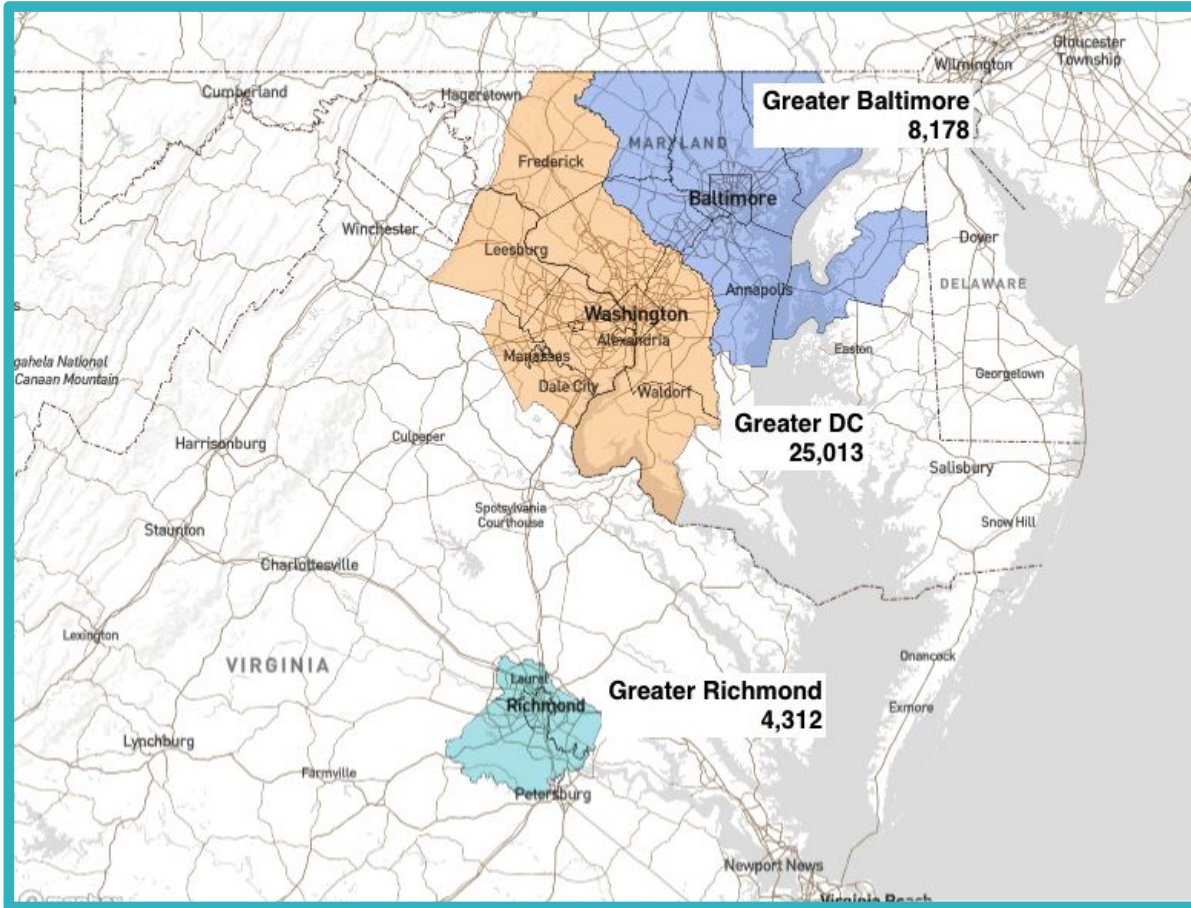 Gloucester
Township
Wilmington
Cumberland
Hagerstown
Greater Baltimore
8,178
MARYLAND
Frederick
Baltimore
Winchester
Leesburg
Dover
DELAWARE
Annapolis
Washington
Alexandria
Manassas
Easton
gahela National
Canaan Mountain
Dale City
Waldorf
Georgetown
Greater DC
25,013
Culpeper
Harrisonburg
Salisbury
Spotsylvania
Courthouse
Snow Hill
Staunton
Charlottesville
Lexington
VIRGINIA
Onancock
Laurel
Greater Richmond
4,312
Richmond
Exmore
Lynchburg
Farmville
Petersburg
Newport News
Virginia Beach